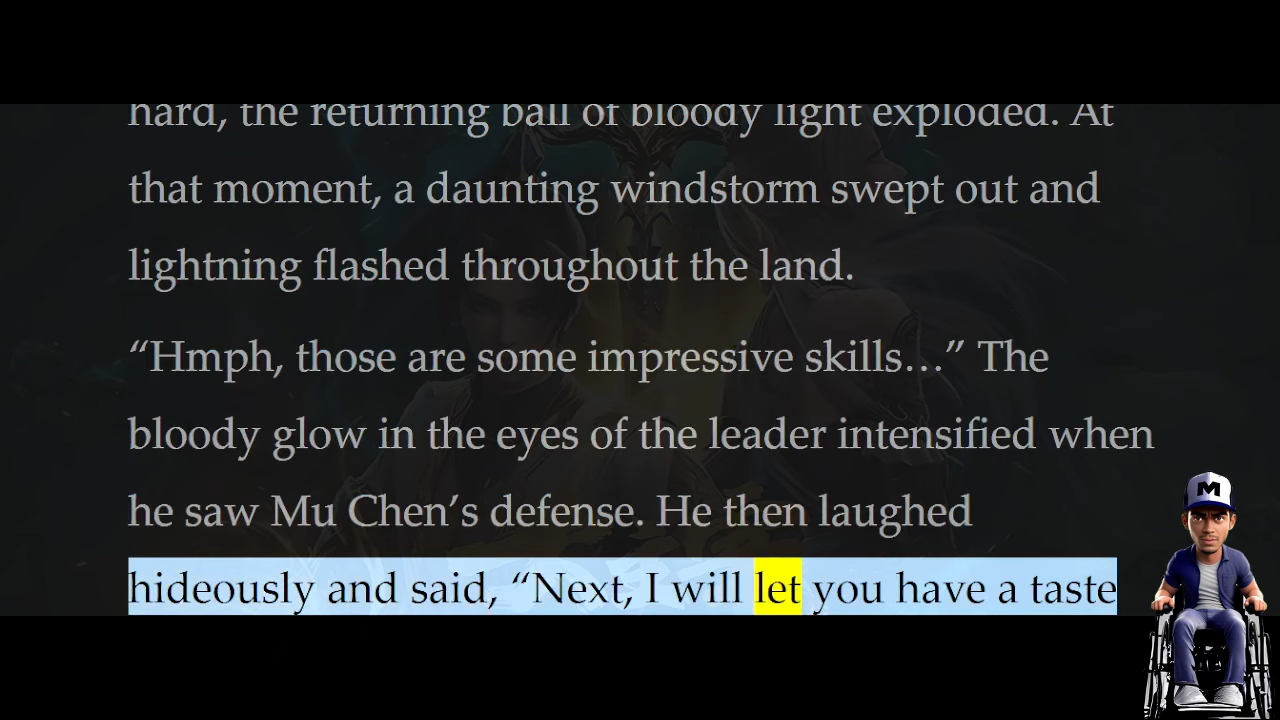 hard, the returning ball of bloody light exploded. At
that moment, a daunting windstorm swept out and
lightning flashed throughout the land.
“Hmph, those are some impressive skills…” The
bloody glow in the eyes of the leader intensified when
he saw Mu Chen’s defense. He then laughed
hideously and said, “Next, I will let you have a taste
M